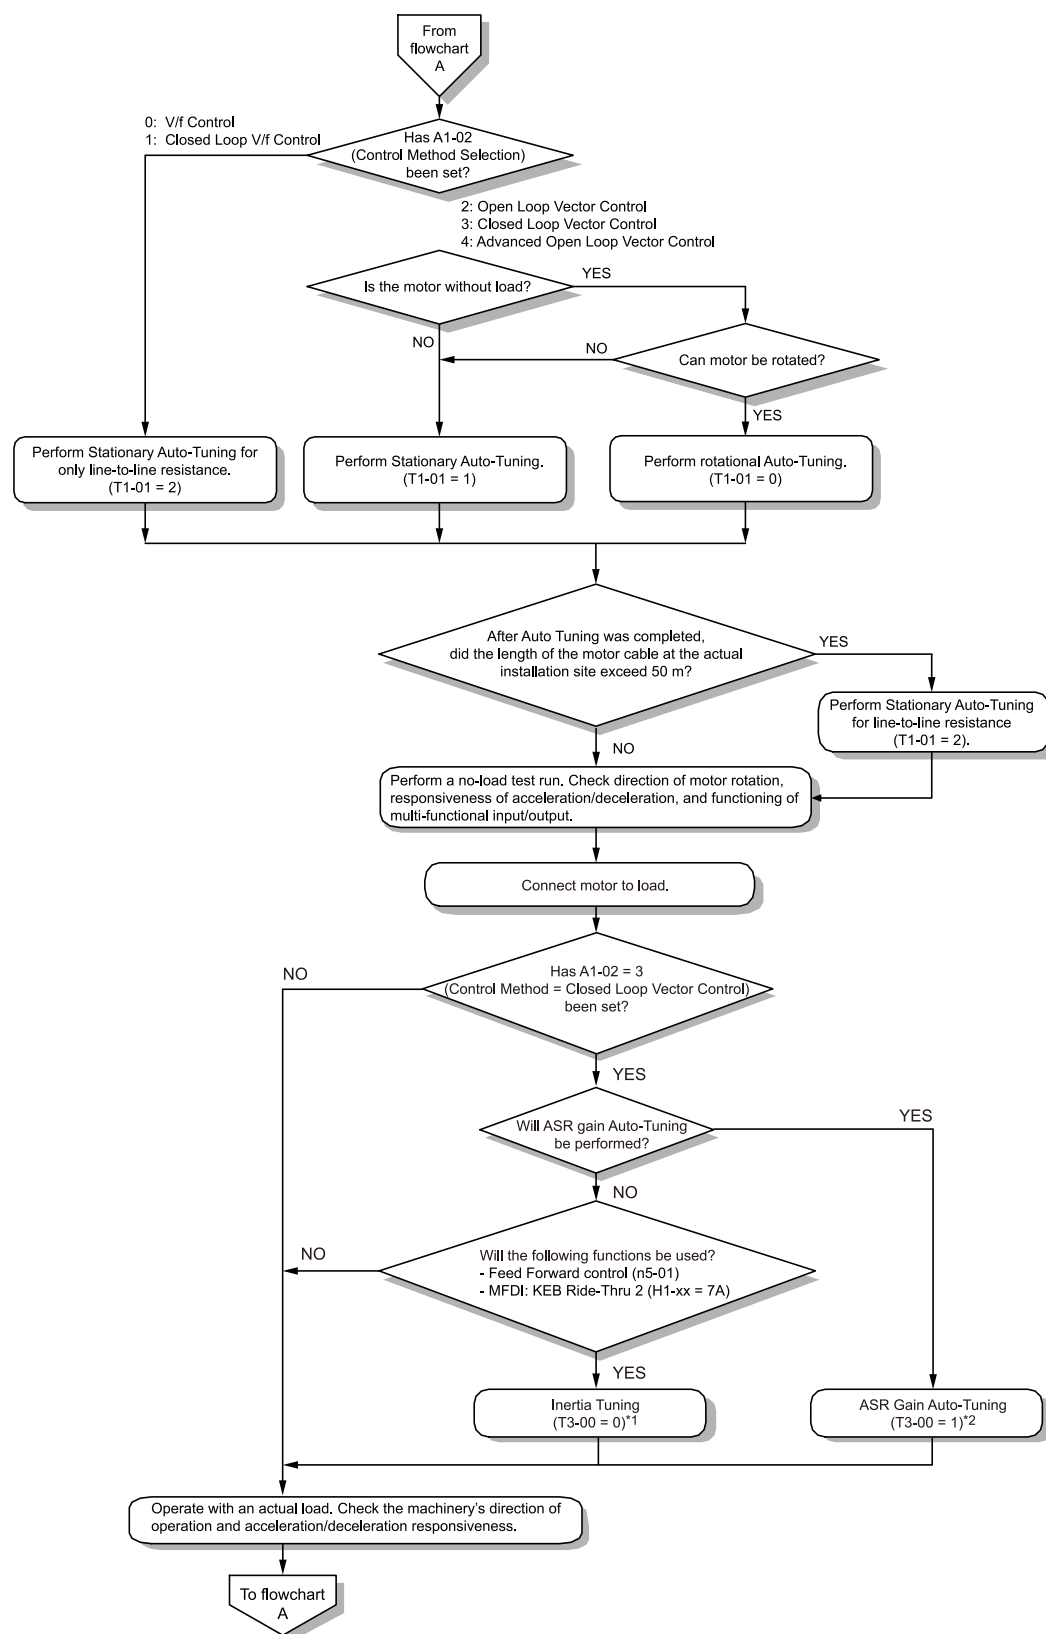 From
flowchart
A
0: V/f Control
1: Closed Loop V/f Control
Has A1-02
(Control Method Selection)
been set?
2: Open Loop Vector Control
3: Closed Loop Vector Control
4: Advanced Open Loop Vector Control
Is the motor without load?
YES
NO
NO
Can motor be rotated?
YES
Perform Stationary Auto-Tuning for
only line-to-line resistance.
(T1-01 = 2)
Perform Stationary Auto-Tuning.
(T1-01 = 1)
Perform rotational Auto-Tuning.
(T1-01 = 0)
After Auto Tuning was completed,
did the length of the motor cable at the actual
installation site exceed 50 m?
YES
Perform Stationary Auto-Tuning
for line-to-line resistance
(T1-01 = 2).
NO
Perform a no-load test run. Check direction of motor rotation,
responsiveness of acceleration/deceleration, and functioning of
multi-functional input/output.
Connect motor to load.
NO
Has A1-02 = 3
(Control Method = Closed Loop Vector Control)
been set?
YES
Will ASR gain Auto-Tuning
be performed?
YES
NO
NO
Will the following functions be used?
- Feed Forward control (n5-01)
- MFDI: KEB Ride-Thru 2 (H1-xx = 7A)
YES
Inertia Tuning
(T3-00 = 0)*1
ASR Gain Auto-Tuning
(T3-00 = 1)*2
Operate with an actual load. Check the machinery's direction of
operation and acceleration/deceleration responsiveness.
To flowchart
A